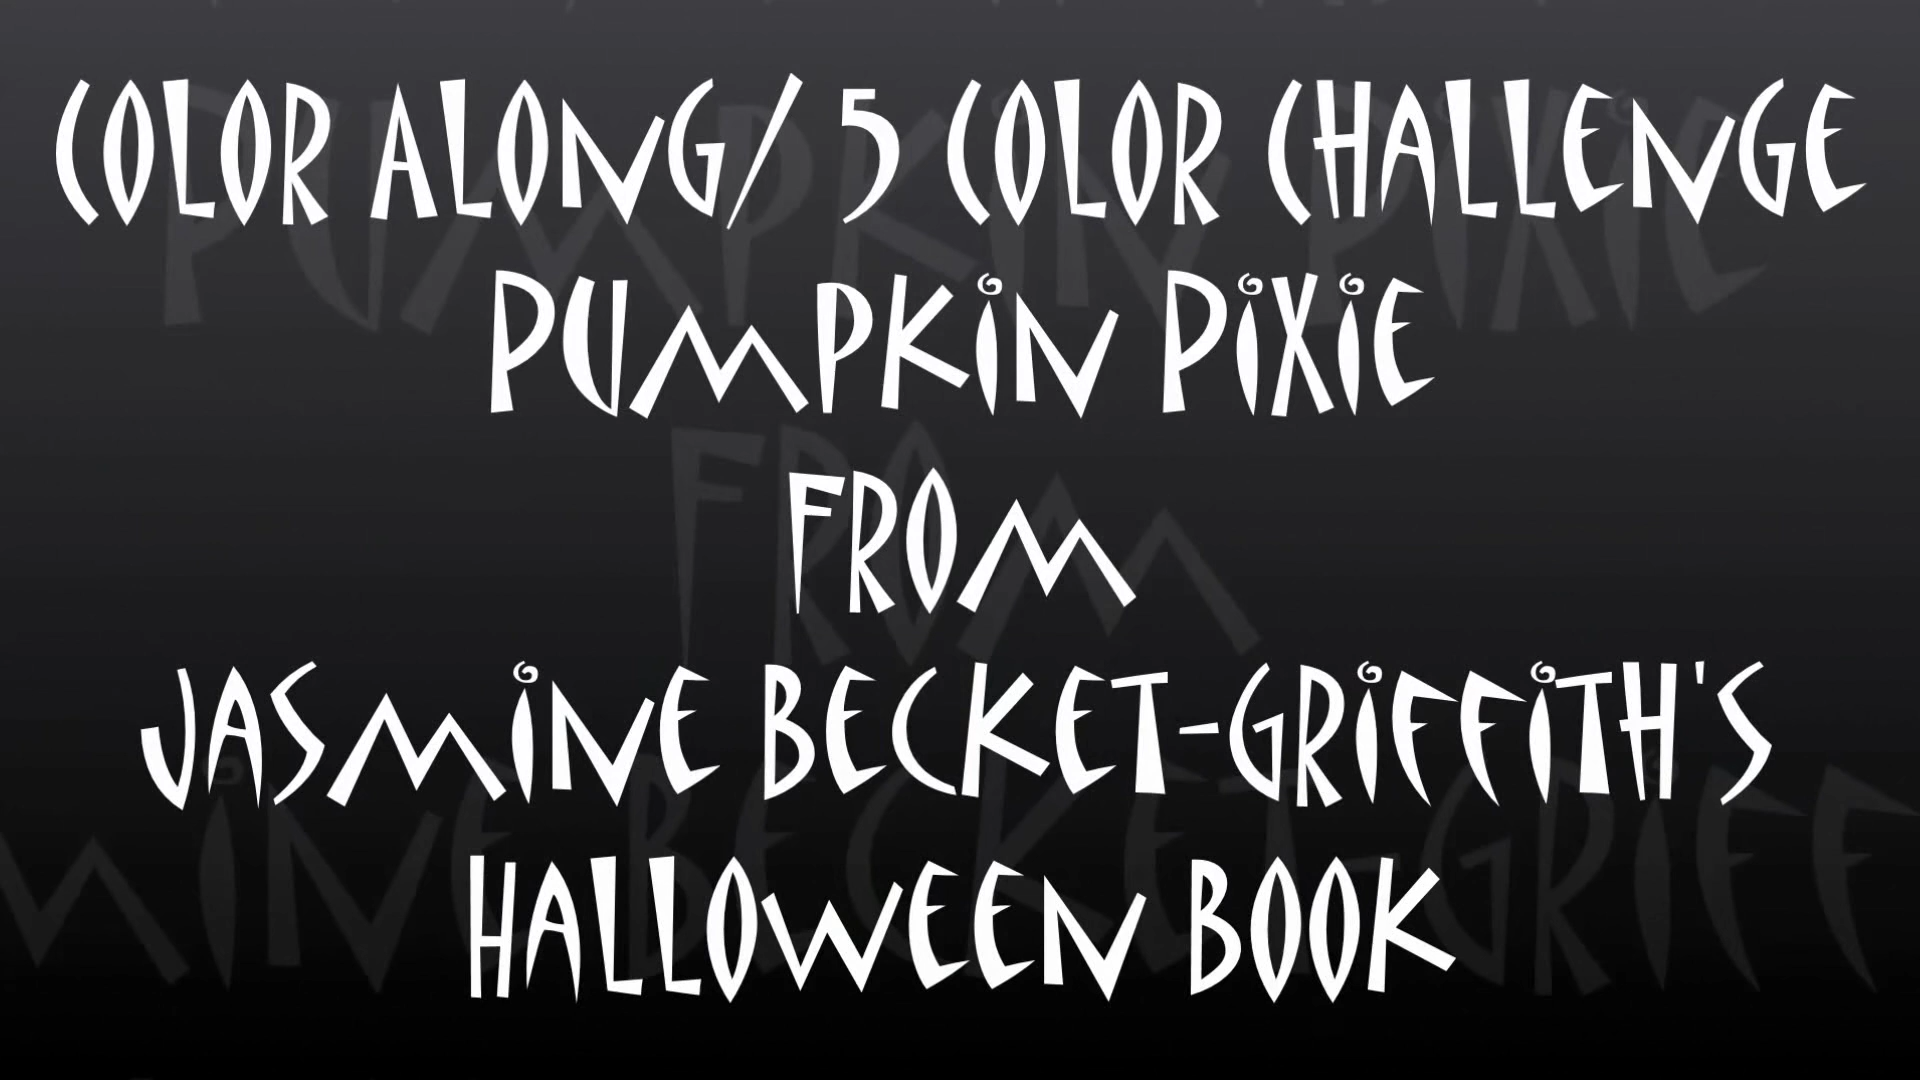 COLOR ALONG/ 5 COLOR CHALLENGE
PUMPKIN PIXIE
FROM
JASMINE BECKET-GRIFFITH'S
HALLOWEEN BOOK